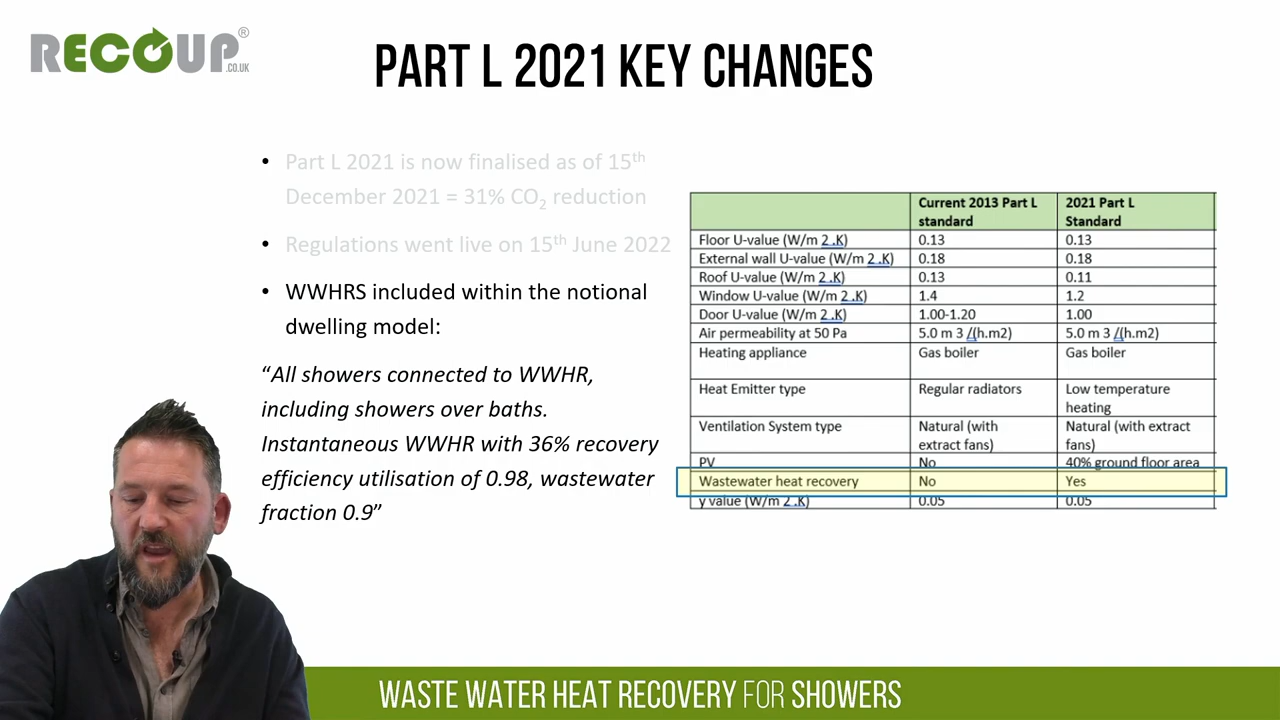 RECOUP®
.CO.UK
PART L 2021 KEY CHANGES
• Part L 2021 is now finalised as of 15th
December 2021 = 31% CO2 reduction
• Regulations went live on 15th June 2022
• WWHRS included within the notional
dwelling model:
“All showers connected to WWHR,
including showers over baths.
Instantaneous WWHR with 36% recovery
efficiency utilisation of 0.98, wastewater
fraction 0.9”
Current 2013 Part L 2021 Part L
standard Standard
Floor U-value (W/m 2 .K) 0.13 0.13
External wall U-value (W/m 2 .K) 0.18 0.18
Roof U-value (W/m 2 .K) 0.13 0.11
Window U-value (W/m 2 .K) 1.4 1.2
Door U-value (W/m 2 .K) 1.00-1.20 1.00
Air permeability at 50 Pa 5.0 m 3 /(h.m2) 5.0 m 3 /(h.m2)
Heating appliance Gas boiler Gas boiler
Heat Emitter type Regular radiators Low temperature
heating
Ventilation System type Natural (with Natural (with extract
extract fans) fans)
PV No 40% ground floor area
Wastewater heat recovery No Yes
y value (W/m 2 .K) 0.05 0.05
WASTE WATER HEAT RECOVERY FOR SHOWERS